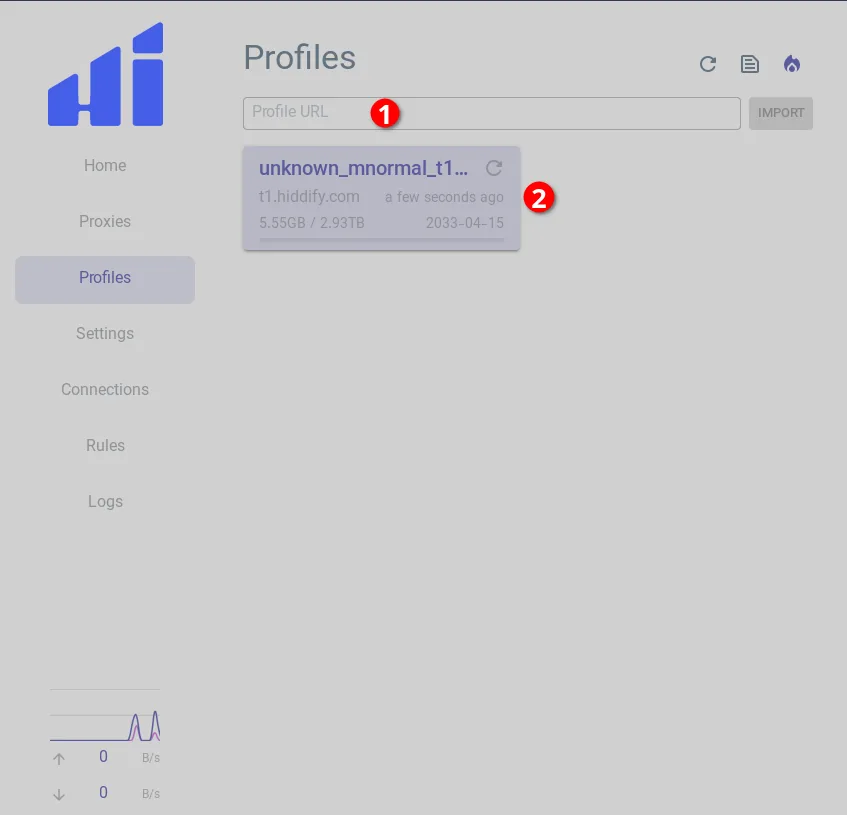 Hi
Home
Proxies
Profiles
Settings
Connections
Rules
Logs
0 B/s
0 B/s
Profiles
Profile URL 1 IMPORT
unknown_mnormal_t1...
t1.hiddify.com a few seconds ago 2
5.55GB / 2.93TB 2033-04-15